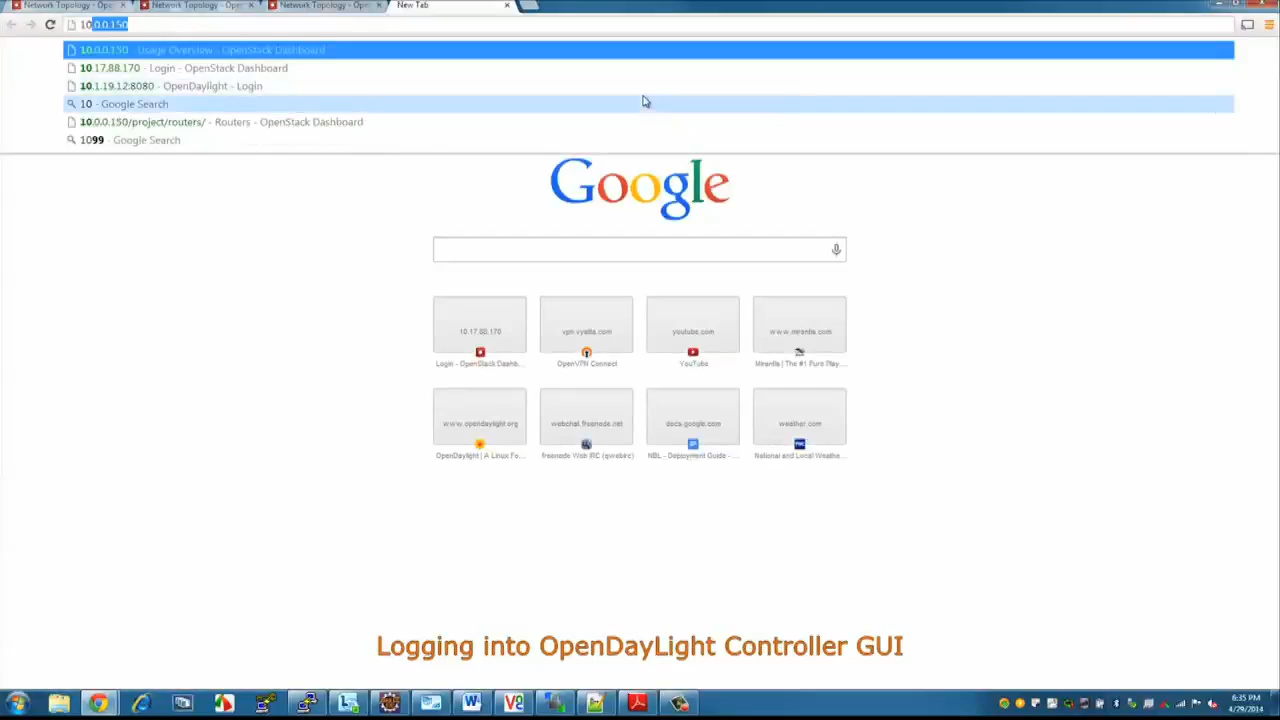 Network Topology - Open
Network Topology - Open
Network Topology - Open
New Tab
10.0.0.150
10.0.0.150 - Usage Overview - OpenStack Dashboard
10.17.88.170 - Login - OpenStack Dashboard
10.1.19.12:8080 - OpenDaylight - Login
10 - Google Search
10.0.0.150/project/routers/ - Routers - OpenStack Dashboard
1099 - Google Search
Google
10.17.88.170
vpn.vyatta.com
youtube.com
www.mirantis.com
Login - OpenStack Dashb...
OpenVPN Connect
YouTube
Mirantis | The #1 Pure Play...
www.opendaylight.org
webchat.freenode.net
docs.google.com
weather.com
OpenDaylight | A Linux Fo...
freenode Web IRC (qwebirc)
NBL - Deployment Guide - ...
National and Local Weathe...
Logging into OpenDayLight Controller GUI
6:35 PM
4/29/2014